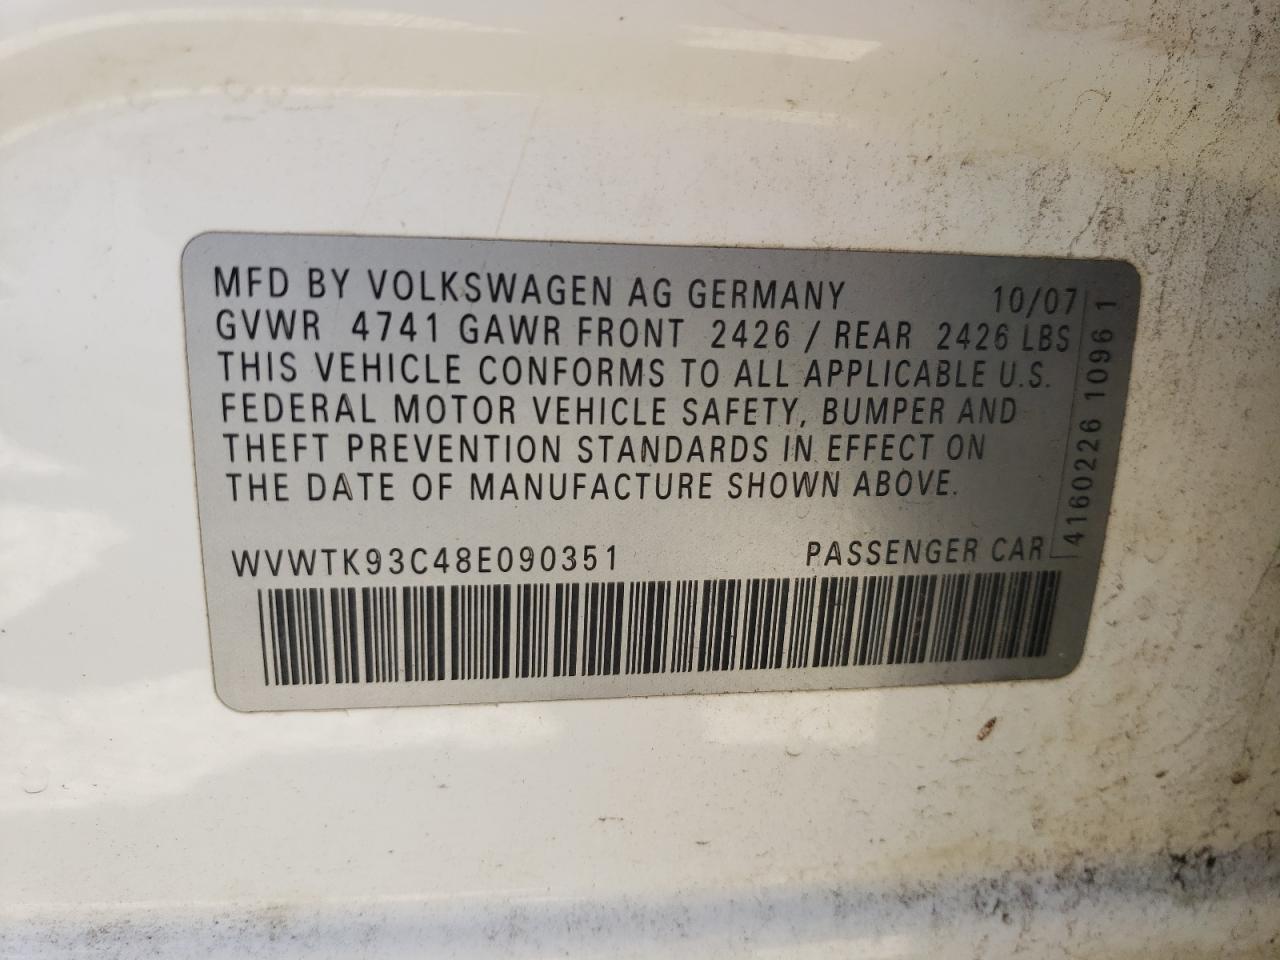 MFD BY VOLKSWAGEN AG GERMANY 10/07
GVWR 4741 GAWR FRONT 2426 / REAR 2426 LBS
THIS VEHICLE CONFORMS TO ALL APPLICABLE U.S.
FEDERAL MOTOR VEHICLE SAFETY, BUMPER AND
THEFT PREVENTION STANDARDS IN EFFECT ON
THE DATE OF MANUFACTURE SHOWN ABOVE.
WVWTK93C48E090351 PASSENGER CAR
41602261096 1